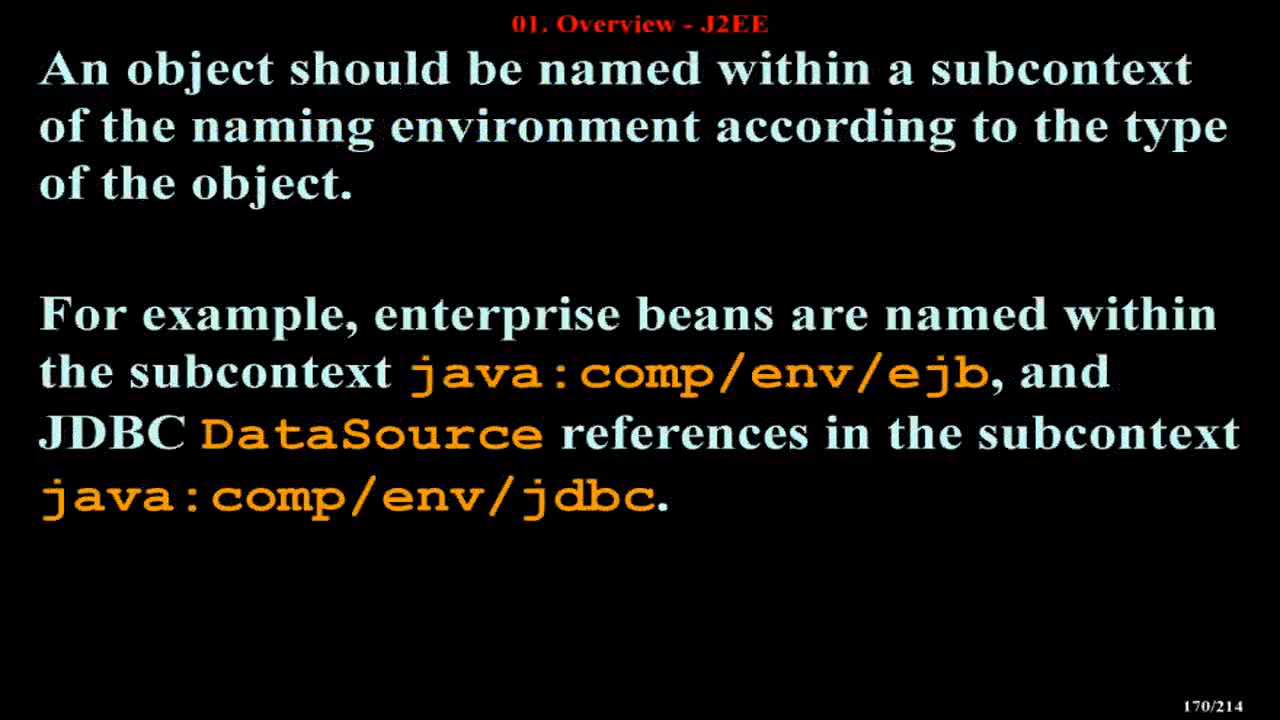 01. Overview - J2EE
An object should be named within a subcontext
of the naming environment according to the type
of the object.
For example, enterprise beans are named within
the subcontext java:comp/env/ejb, and
JDBC DataSource references in the subcontext
java:comp/env/jdbc.
170/214